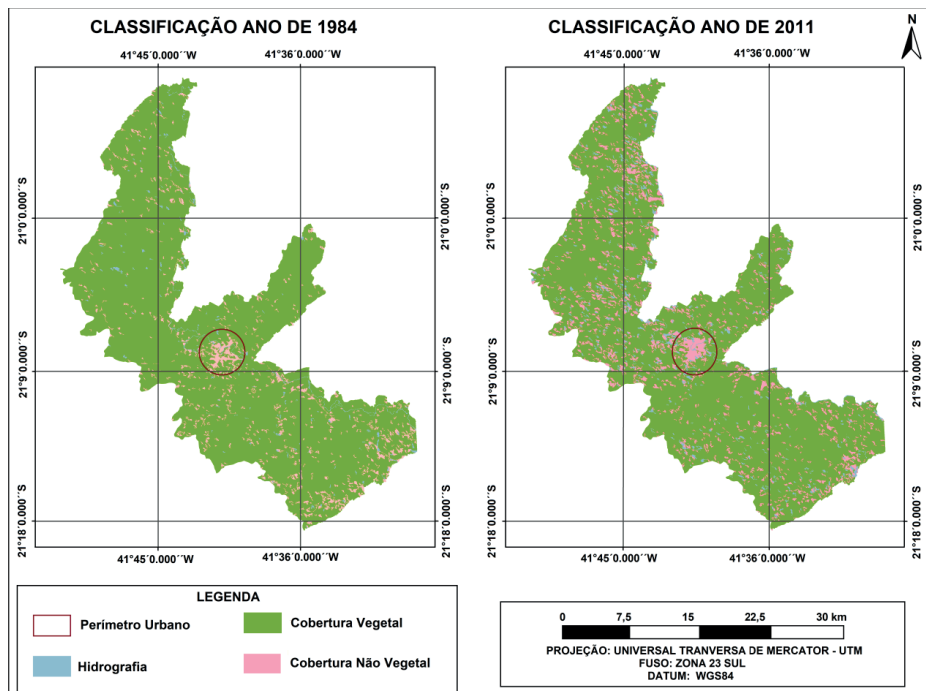 CLASSIFICAÇÃO ANO DE 1984
41°45´0.000´´W
41°36´0.000´´W
21°0´0.000´´S
21°0´0.000´´S
21°9´0.000´´S
21°9´0.000´´S
21°18´0.000´´S
21°18´0.000´´S
41°45´0.000´´W
41°36´0.000´´W
CLASSIFICAÇÃO ANO DE 2011
N
41°45´0.000´´W
41°36´0.000´´W
21°0´0.000´´S.
21°0´0.000´´S.
21°9´0.000´´S.
21°9´0.000´´S.
21°18´0.000´´S.
21°18´0.000´´S.
41°45´0.000´´W
41°36´0.000´´W
LEGENDA
Perímetro Urbano
Cobertura Vegetal
Hidrografia
Cobertura Não Vegetal
0 7,5 15 22,5 30 km
PROJEÇÃO: UNIVERSAL TRANVERSA DE MERCATOR - UTM
FUSO: ZONA 23 SUL
DATUM: WGS84